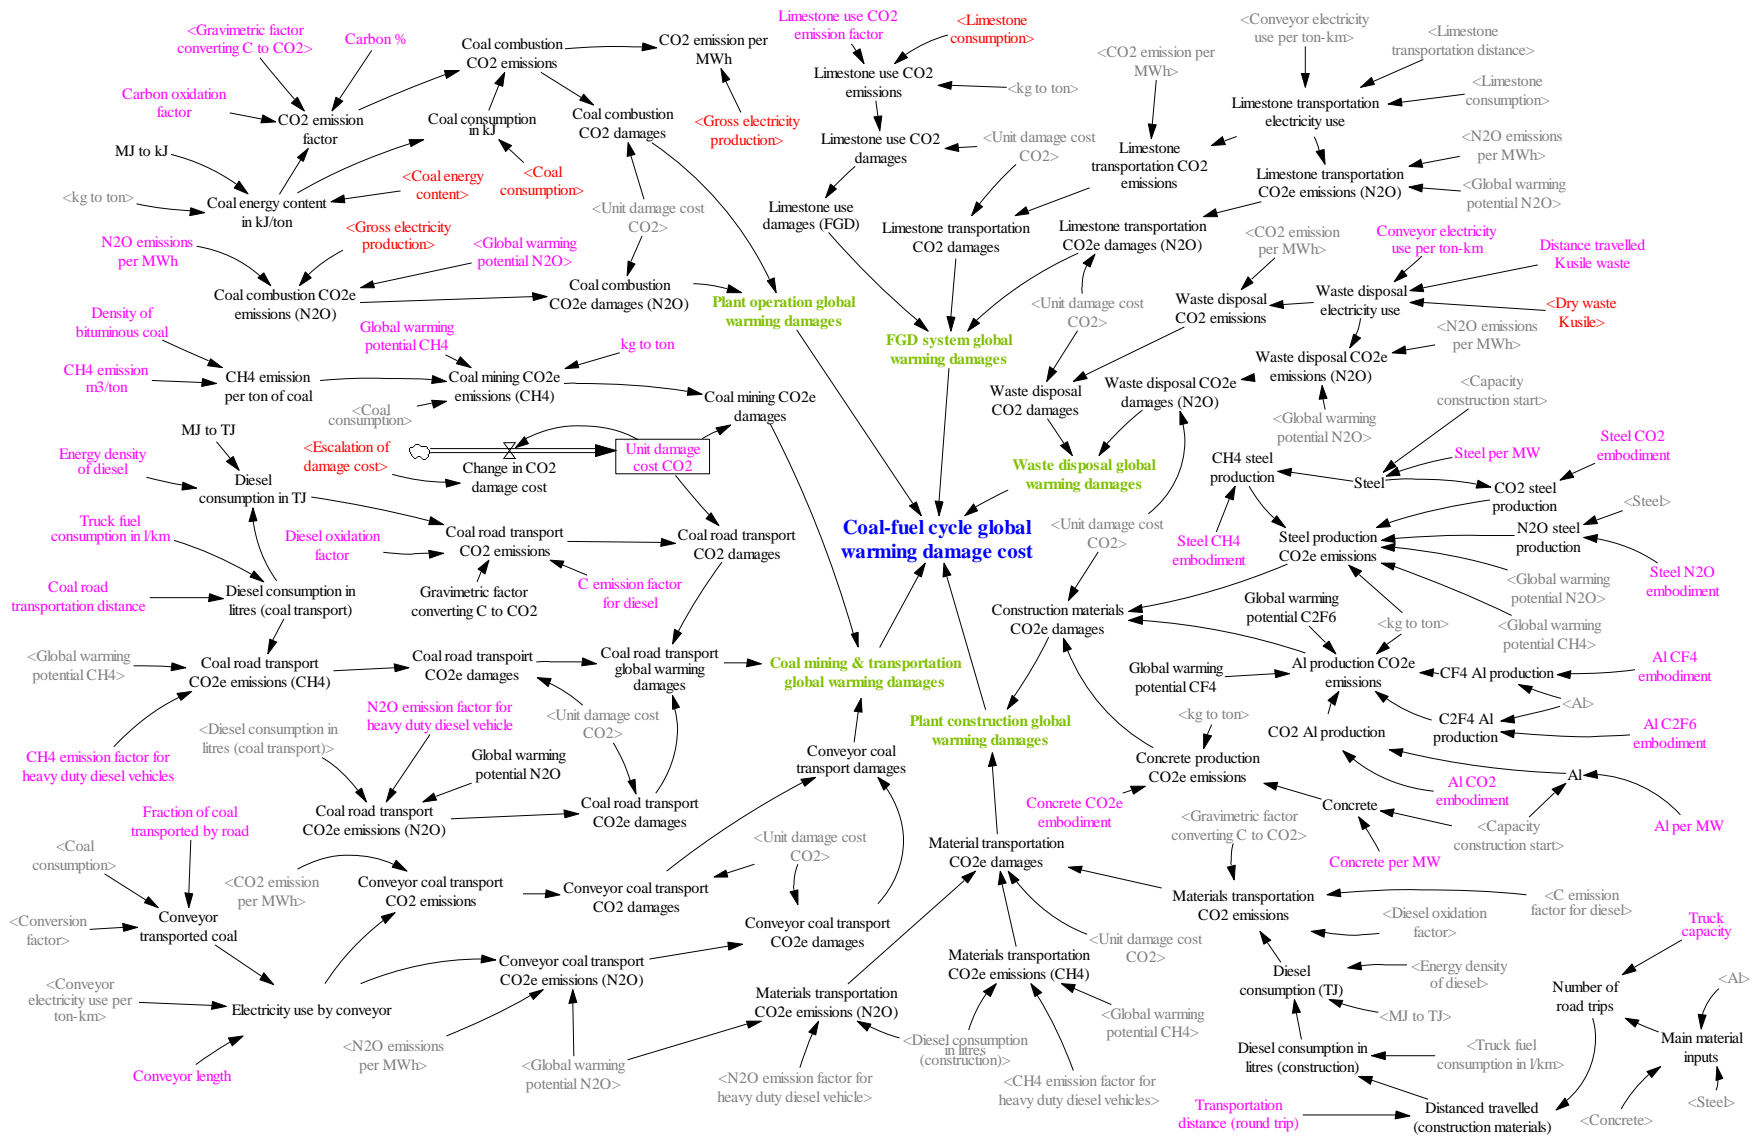 <Gravimetric factor
converting C to CO2>
Carbon %
Coal combustion
CO2 emissions
CO2 emission per
MWh
Carbon oxidation
factor
CO2 emission
factor
Coal consumption
in kJ
Coal combustion
CO2 damages
<Gross electricity
production>
MJ to kJ
<kg to ton>
Coal energy content
in kJ/ton
<Coal energy
content>
<Coal
consumption>
<Unit damage cost
CO2>
N2O emissions
per MWh
<Gross electricity
production>
<Global warming
potential N2O>
Coal combustion CO2e
emissions (N2O)
Coal combustion
CO2e damages (N2O)
Plant operation global
warming damages
Limestone use CO2
emission factor
<Limestone
consumption>
Limestone use CO2
emissions
<kg to ton>
Limestone use CO2
damages
<Unit damage cost
CO2>
Limestone use
damages (FGD)
Limestone transportation
CO2 damages
<CO2 emission per
MWh>
Limestone
transportation CO2
emissions
<Conveyor electricity
use per ton-km>
<Limestone
transportation distance>
<Limestone
consumption>
Limestone transportation
electricity use
<N2O emissions
per MWh>
Limestone transportation
CO2e emissions (N2O)
<Global warming
potential N2O>
Limestone transportation
CO2e damages (N2O)
<Unit damage cost
CO2>
FGD system global
warming damages
<CO2 emission
per MWh>
Conveyor electricity
use per ton-km
Distance travelled
Kusile waste
Waste disposal
CO2 emissions
Waste disposal
electricity use
<Dry waste
Kusile>
<N2O emissions
per MWh>
Waste disposal CO2e
emissions (N2O)
Waste disposal CO2e
damages (N2O)
Waste disposal
CO2 damages
<Global warming
potential N2O>
Waste disposal global
warming damages
Density of
bituminous coal
CH4 emission
m3/ton
CH4 emission
per ton of coal
Global warming
potential CH4
kg to ton
Coal mining CO2e
emissions (CH4)
<Coal
consumption>
Coal mining CO2e
damages
<Escalation of
damage cost>
Change in CO2
damage cost
Unit damage
cost CO2
MJ to TJ
Energy density
of diesel
Diesel
consumption in TJ
Truck fuel
consumption in l/km
Coal road
transportation distance
Diesel consumption in
litres (coal transport)
Diesel oxidation
factor
Coal road transport
CO2 emissions
Gravimetric factor
converting C to CO2
C emission factor
for diesel
Coal road transport
CO2 damages
Coal-fuel cycle global
warming damage cost
<Global warming
potential CH4>
Coal road transport
CO2e emissions (CH4)
Coal road transpoirt
CO2e damages
Coal road transport
global warming
damages
Coal mining & transportation
global warming damages
CH4 emission factor for
heavy duty diesel vehicles
<Diesel consumption in
litres (coal transport)>
N2O emission factor for
heavy duty diesel vehicle
Global warming
potential N2O
<Unit damage cost
CO2>
Coal road transport
CO2e emissions (N2O)
Coal road transport
CO2e damages
Conveyor coal
transport damages
Fraction of coal
transported by road
<Coal
consumption>
<Conversion
factor>
Conveyor
transported coal
<CO2 emission
per MWh>
Conveyor coal transport
CO2 emissions
Conveyor coal transport
CO2 damages
<Unit damage cost
CO2>
Conveyor coal transport
CO2e damages
<Conveyor
electricity use per
ton-km>
Electricity use by conveyor
Conveyor length
Conveyor coal transport
CO2e emissions (N2O)
<N2O emissions
per MWh>
<Global warming
potential N2O>
<Capacity
construction start>
Steel per MW
Steel CO2
embodiment
CH4 steel
production
Steel
CO2 steel
production
<Steel>
N2O steel
production
Steel CH4
embodiment
Steel production
CO2e emissions
Steel N2O
embodiment
<Global warming
potential N2O>
<Global warming
potential CH4>
<kg to ton>
<Unit damage cost
CO2>
Construction materials
CO2e damages
Global warming
potential C2F6
Global warming
potential CF4
Al production CO2e
emissions
CF4 Al production
Al CF4
embodiment
<Al>
C2F4 Al
production
Al C2F6
embodiment
CO2 Al production
Al CO2
embodiment
Al
Al per MW
Plant construction global
warming damages
<kg to ton>
Concrete production
CO2e emissions
Concrete CO2e
embodiment
Concrete
Concrete per MW
<Capacity
construction start>
<Gravimetric factor
converting C to CO2>
Material transportation
CO2e damages
Materials transportation
CO2 emissions
<C emission
factor for diesel>
<Diesel oxidation
factor>
<Unit damage cost
CO2>
Materials transportation
CO2e emissions (CH4)
Materials transportation
CO2e emissions (N2O)
<Diesel consumption
in litres
(construction)>
<Global warming
potential CH4>
<N2O emission factor for
heavy duty diesel vehicle>
<CH4 emission factor for
heavy duty diesel vehicles>
Diesel
consumption (TJ)
<Energy density
of diesel>
<MJ to TJ>
Diesel consumption in
litres (construction)
<Truck fuel
consumption in l/km>
Transportation
distance (round trip)
Distanced travelled
(construction materials)
Truck
capacity
Number of
road trips
<Al>
Main material
inputs
<Concrete>
<Steel>